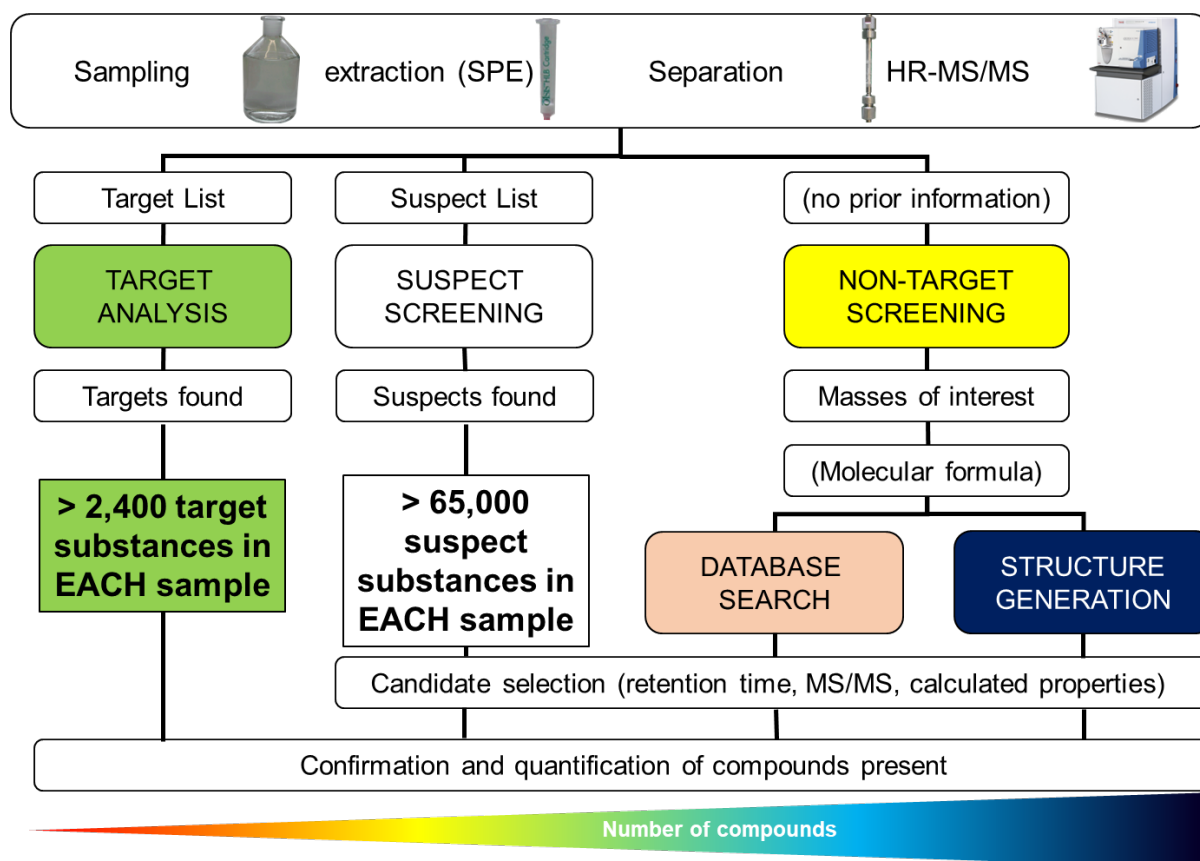 Sampling
extraction (SPE)
Separation
HR-MS/MS
Target List
Suspect List
(no prior information)
TARGET
ANALYSIS
SUSPECT
SCREENING
NON-TARGET
SCREENING
Targets found
Suspects found
Masses of interest
(Molecular formula)
> 2,400 target
substances in
EACH sample
> 65,000
suspect
substances in
EACH sample
DATABASE
SEARCH
STRUCTURE
GENERATION
Candidate selection (retention time, MS/MS, calculated properties)
Confirmation and quantification of compounds present
Number of compounds